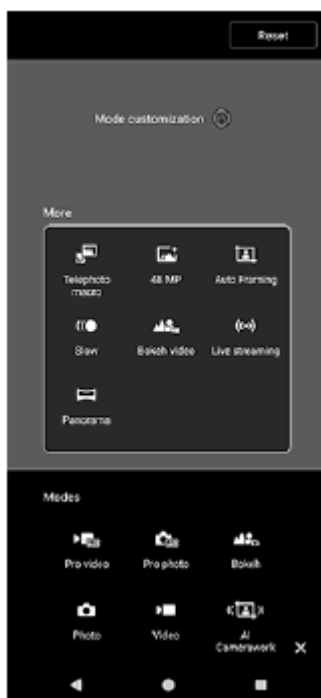 Reset
Mode customization
More
Telephoto macro
48 MP
Auto Framing
Slow
Bokeh video
Live streaming
Panorama
Modes
Pro video
Pro photo
Bokeh
Photo
Video
AI Camerawork